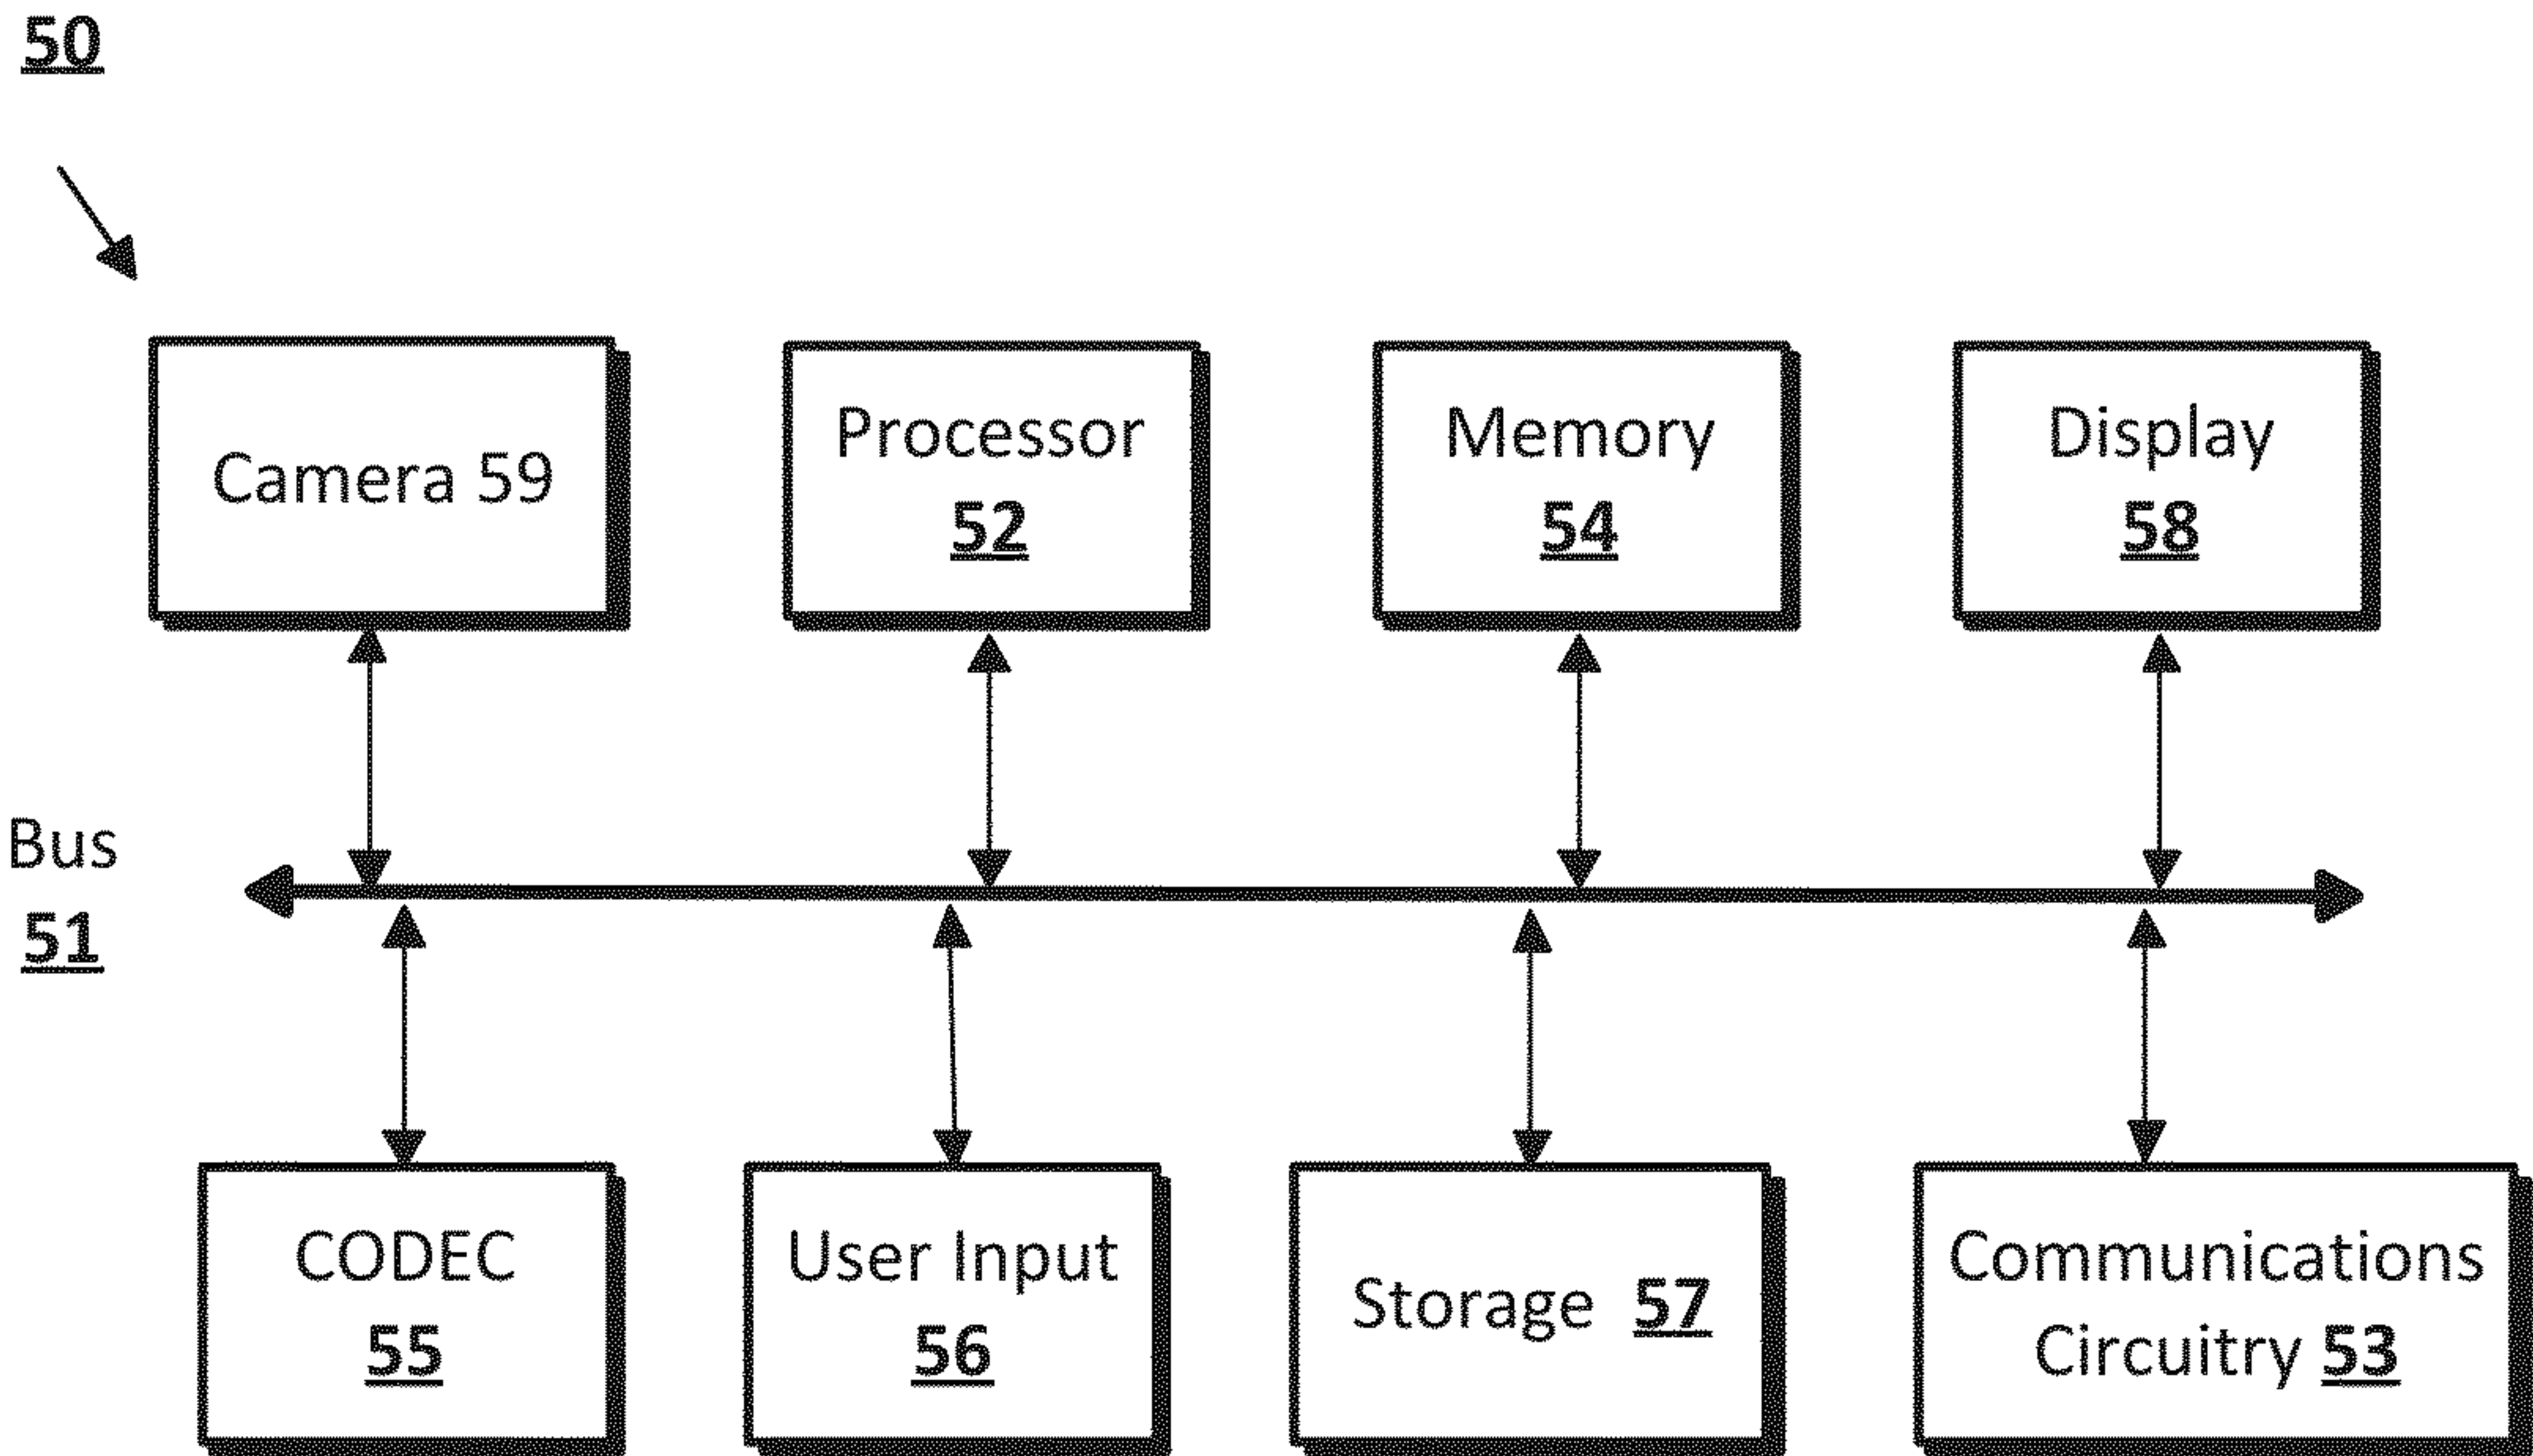 50
Camera 59
Processor
52
Memory
54
Display
58
Bus
51
CODEC
55
User Input
56
Storage 57
Communications
Circuitry 53